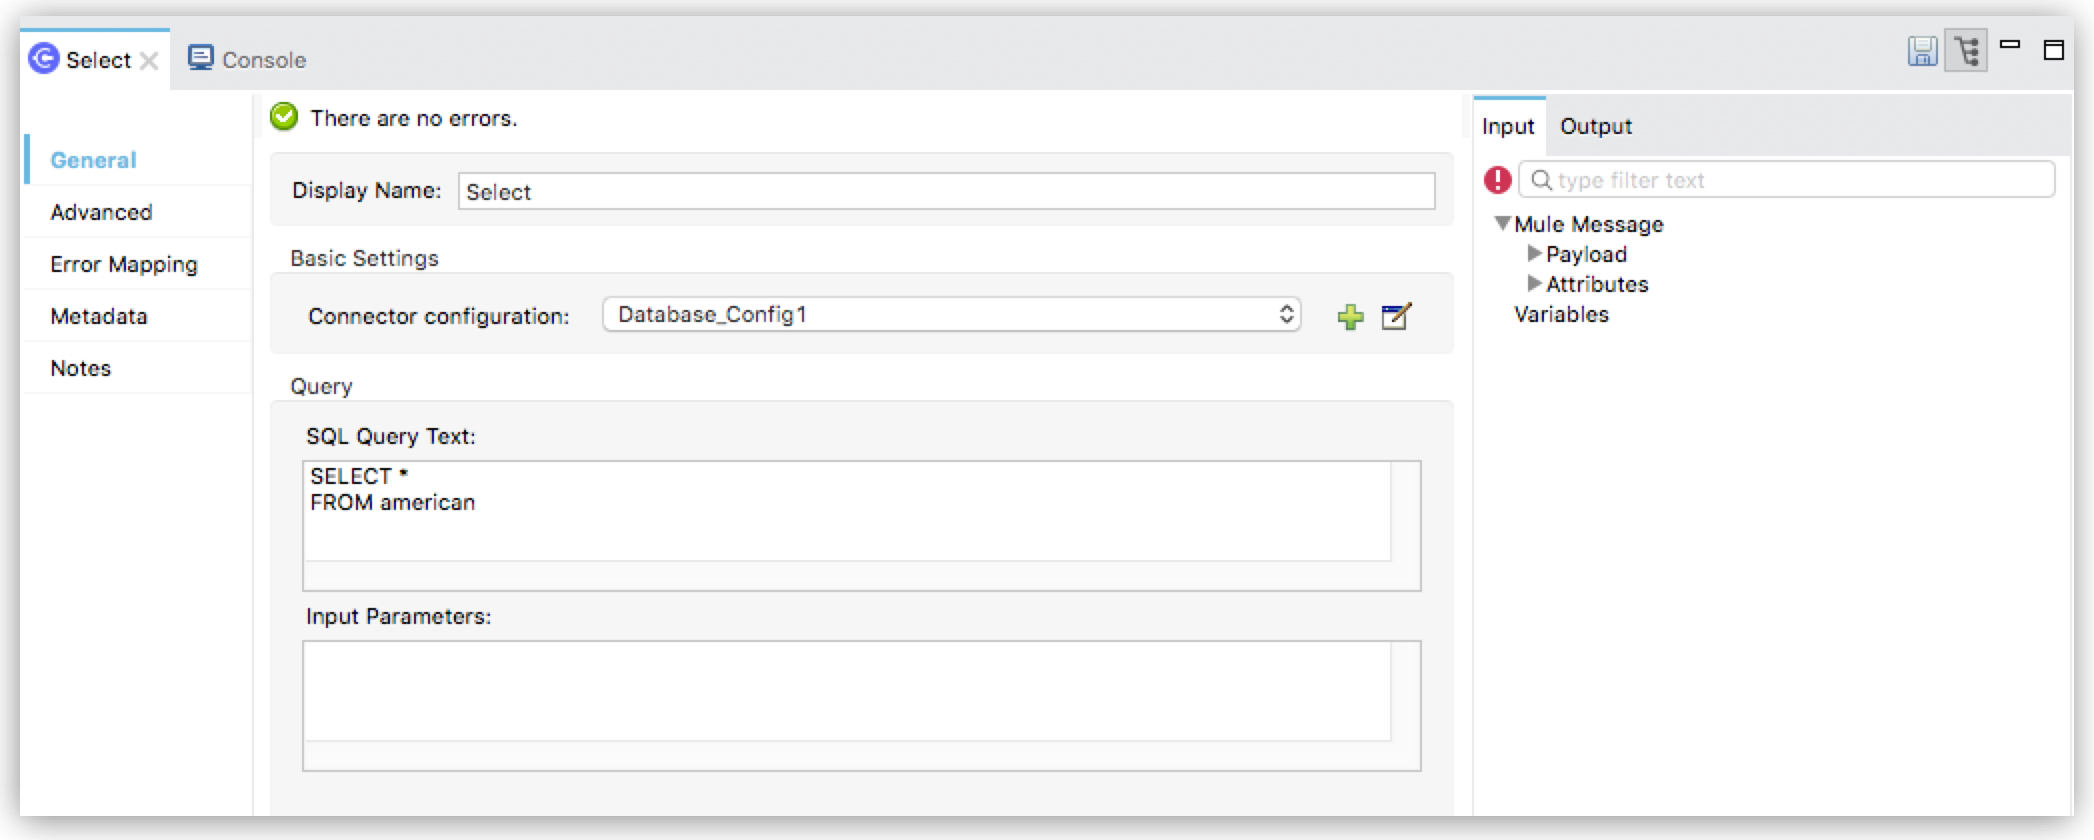 Select
Console
General
Advanced
Error Mapping
Metadata
Notes
There are no errors.
Display Name: Select
Basic Settings
Connector configuration: Database_Config1
Query
SQL Query Text:
SELECT *
FROM american
Input Parameters:
Input Output
type filter text
Mule Message
Payload
Attributes
Variables